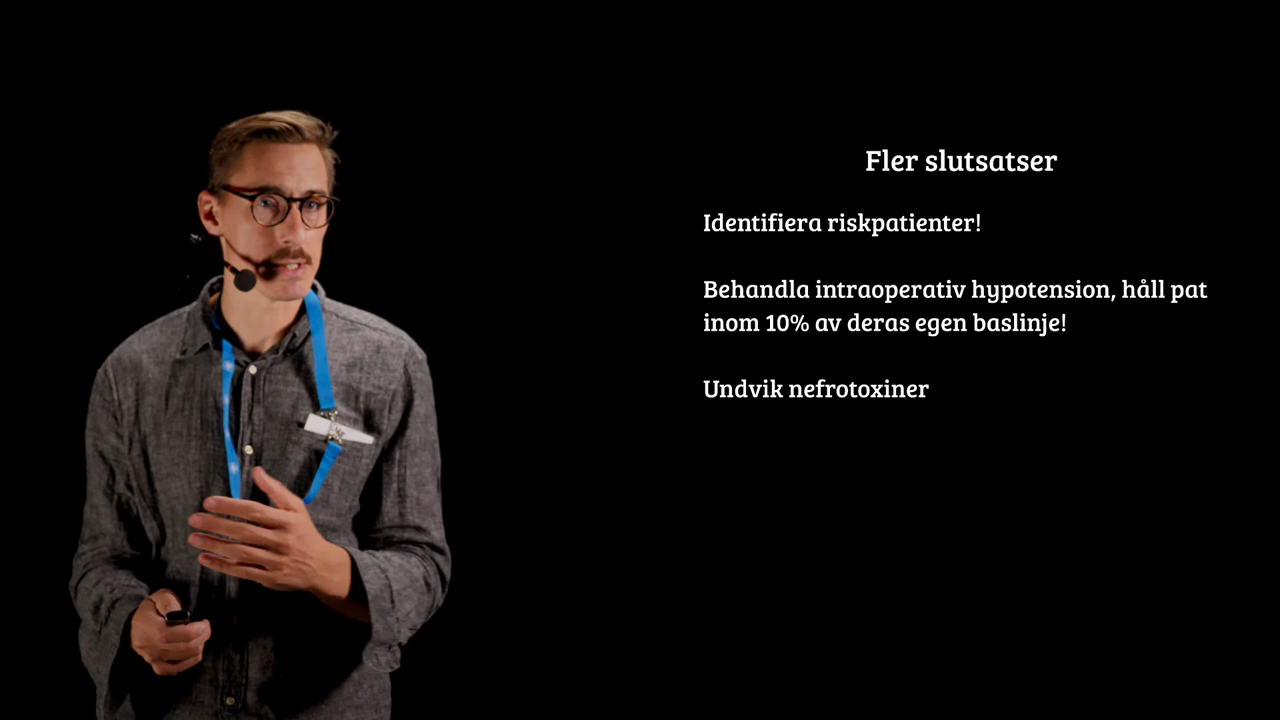 Fler slutsatser
Identifiera riskpatienter!
Behandla intraoperativ hypotension, håll pat
inom 10% av deras egen baslinje!
Undvik nefrotoxiner